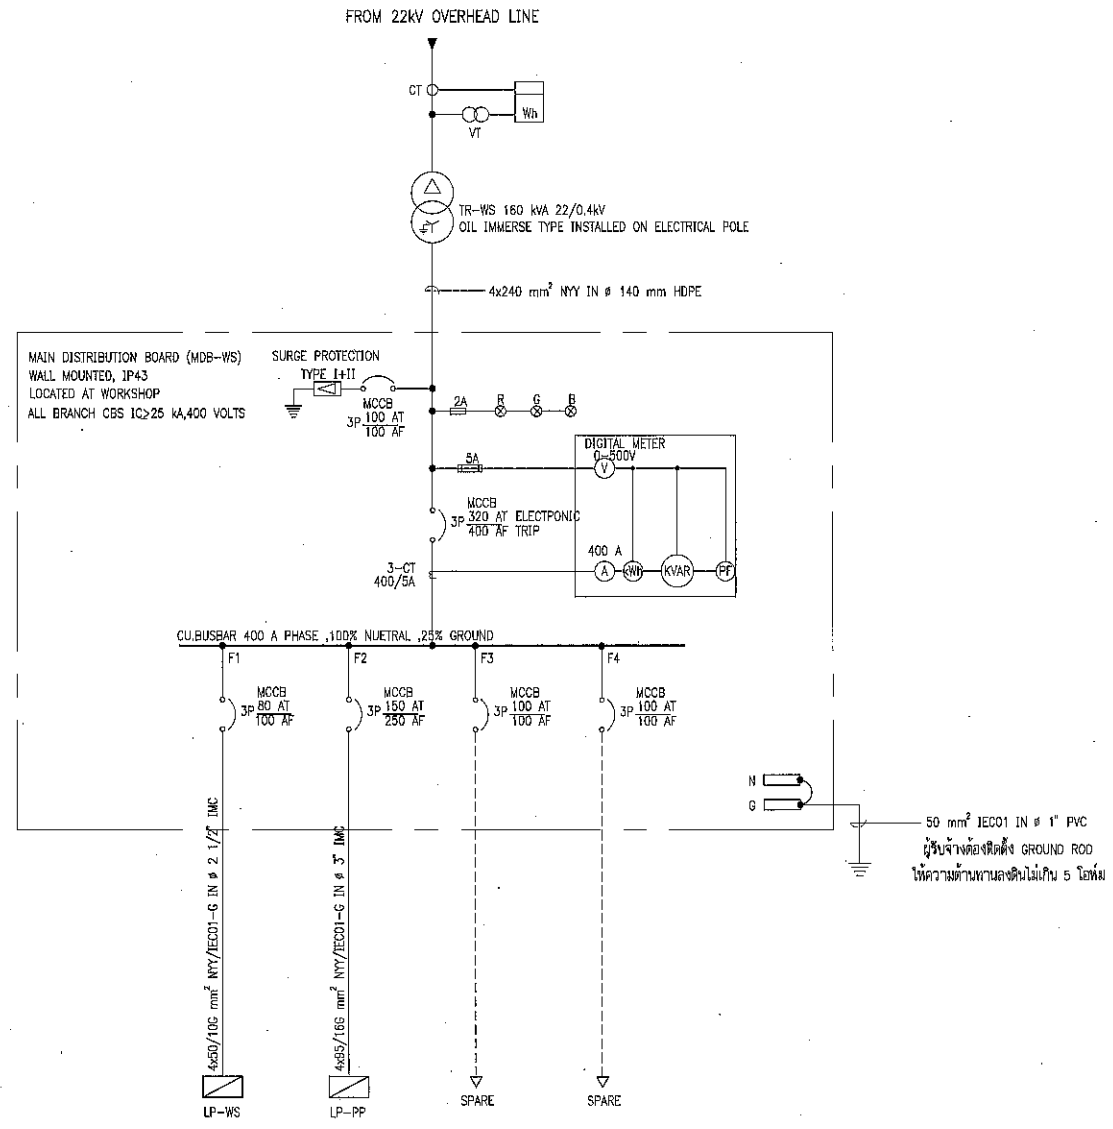 FROM 22kV OVERHEAD LINE
CT
Wh
VT
TR-WS 160 kVA 22/0.4kV
OIL IMMERSE TYPE INSTALLED ON ELECTRICAL POLE
4x240 mm² NYY IN ø 140 mm HDPE
MAIN DISTRIBUTION BOARD (MDB-WS)
WALL MOUNTED, IP43
LOCATED AT WORKSHOP
ALL BRANCH CBS IC≥25 kA,400 VOLTS
SURGE PROTECTION
TYPE I+II
MCCB
3P 100 AT
100 AF
2A
R
G
B
5A
DIGITAL METER
0-500V
V
MCCB
3P 320 AT ELECTPONIC
400 AF TRIP
3-CT
400/5A
400 A
A
kWh
KVAR
PF
CU.BUSBAR 400 A PHASE ,100% NUETRAL ,25% GROUND
F1
F2
F3
F4
MCCB
3P 80 AT
100 AF
MCCB
3P 150 AT
250 AF
MCCB
3P 100 AT
100 AF
MCCB
3P 100 AT
100 AF
N
G
50 mm² IEC01 IN ø 1" PVC
ผู้รับจ้างต้องติดตั้ง GROUND ROD
ให้ความต้านทานลงดินไม่เกิน 5 โอห์ม
4x50/10G mm² NYY/IEC01-G IN ø 2 1/2" IMC
4x95/16G mm² NYY/IEC01-G IN ø 3" IMC
LP-WS
LP-PP
SPARE
SPARE